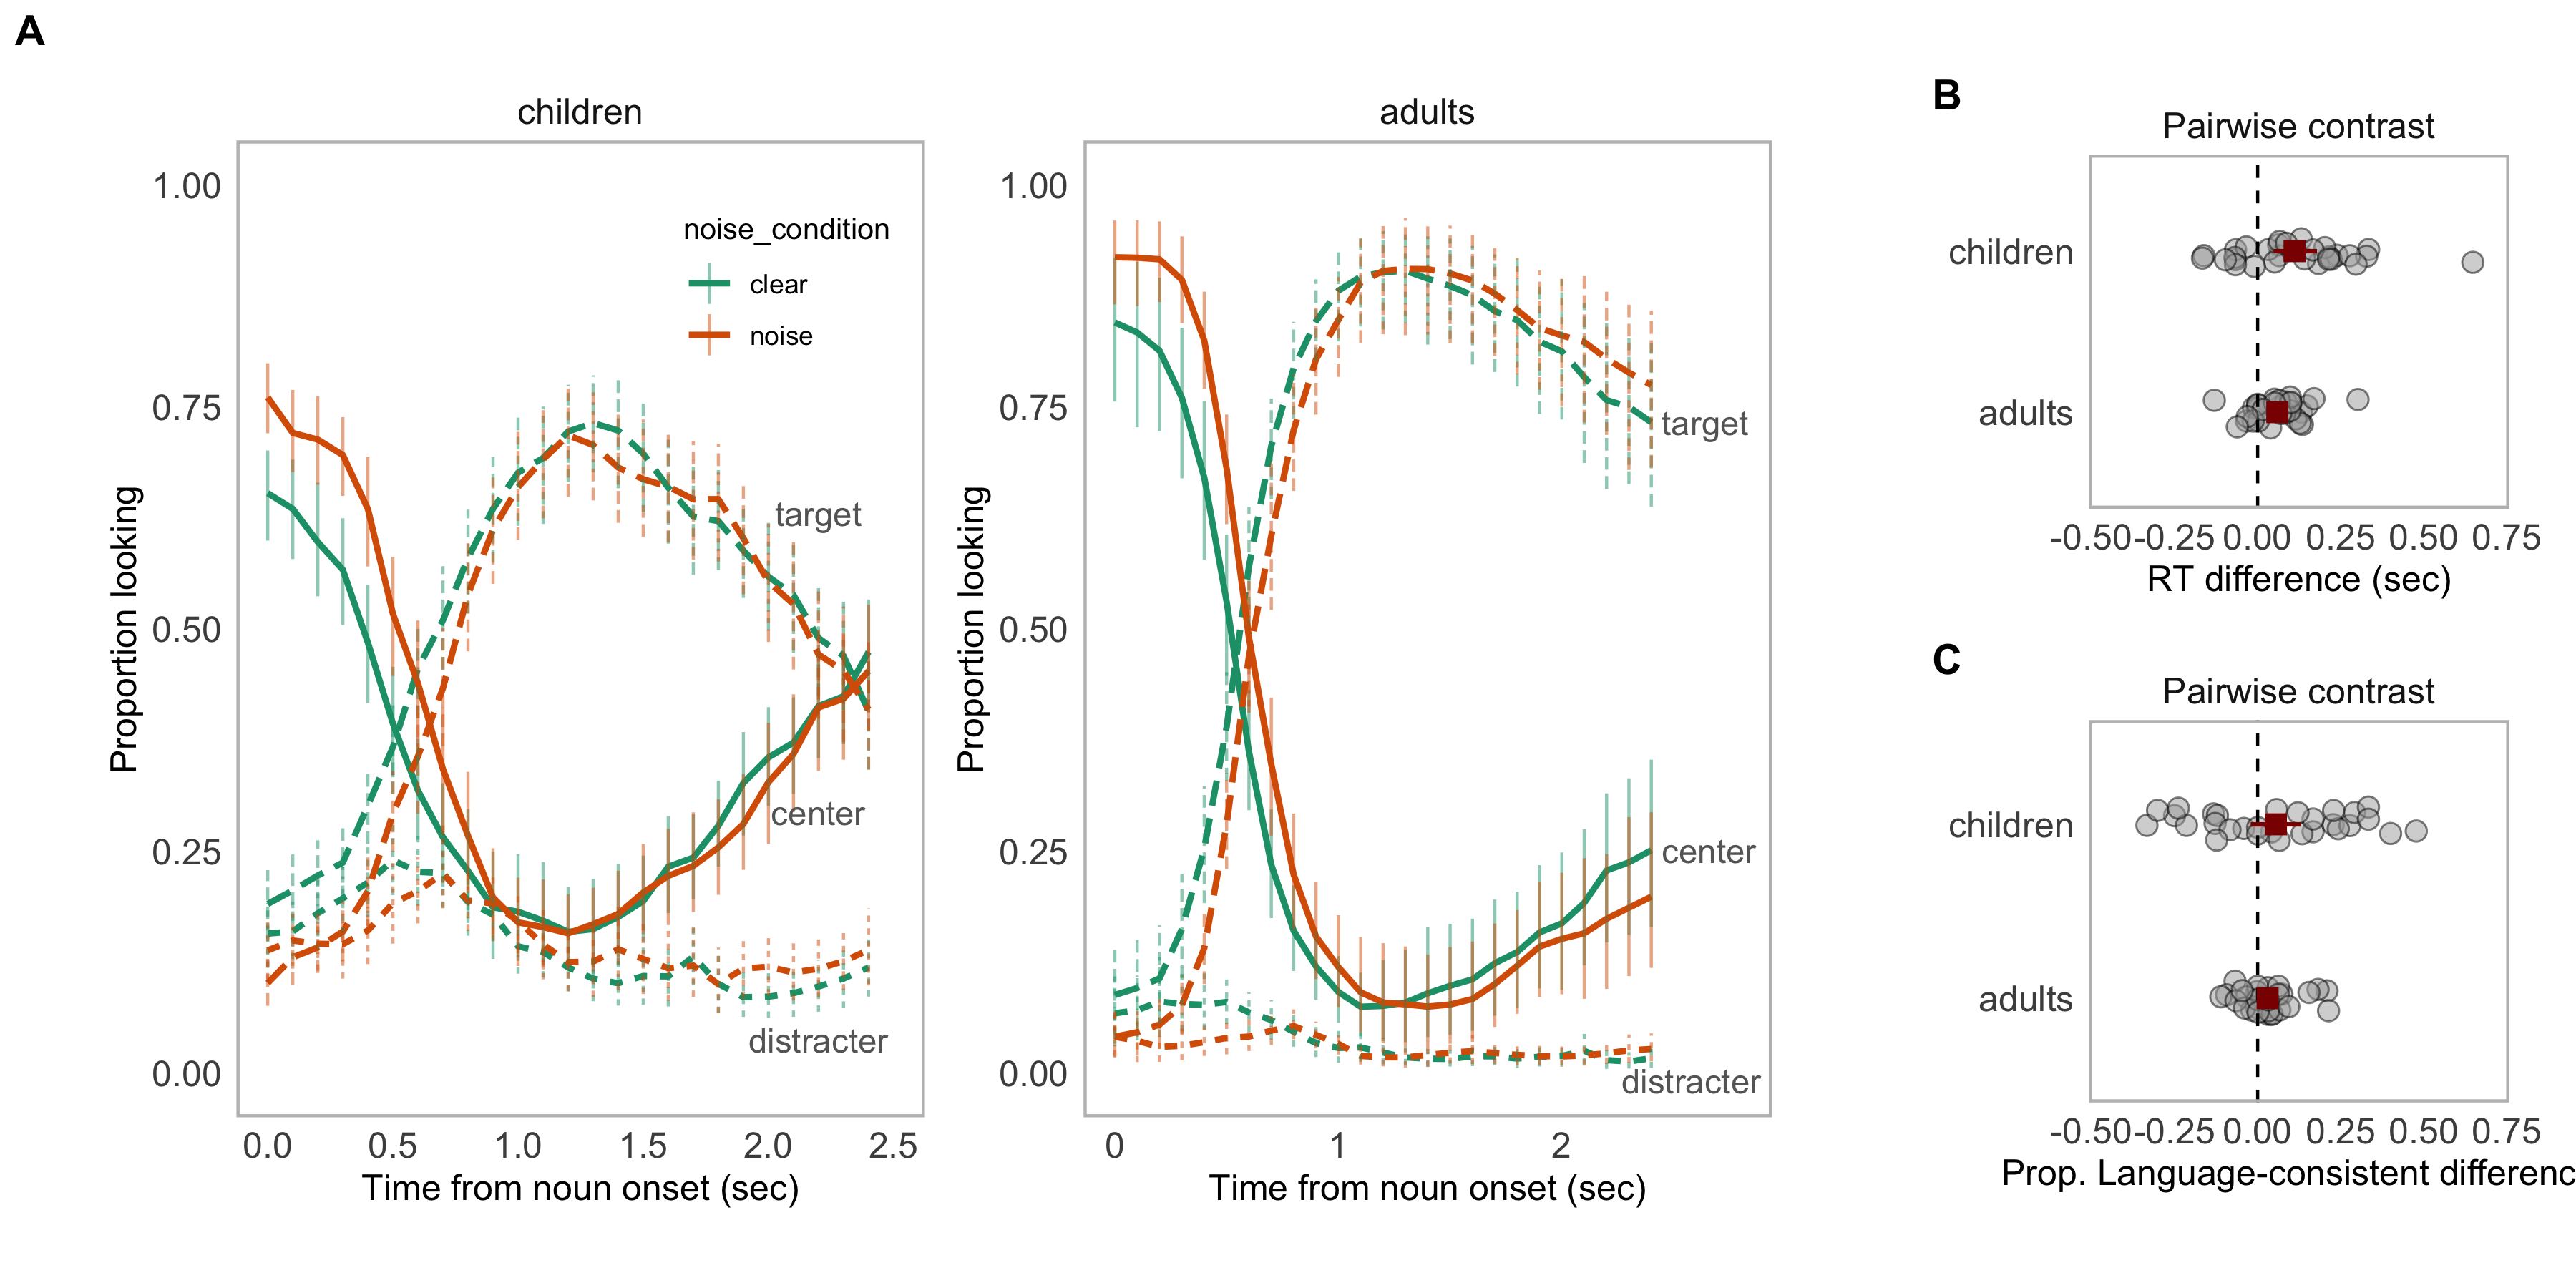 A
children
adults
1.00
0.75
0.50
0.25
0.00
Proportion looking
noise_condition
clear
noise
target
center
distracter
0.0 0.5 1.0 1.5 2.0 2.5
Time from noun onset (sec)
1.00
0.75
0.50
0.25
0.00
Proportion looking
target
center
distracter
0 1 2
Time from noun onset (sec)
B
Pairwise contrast
children
adults
-0.50 -0.25 0.00 0.25 0.50 0.75
RT difference (sec)
C
Pairwise contrast
children
adults
-0.50 -0.25 0.00 0.25 0.50 0.75
Prop. Language-consistent differenc